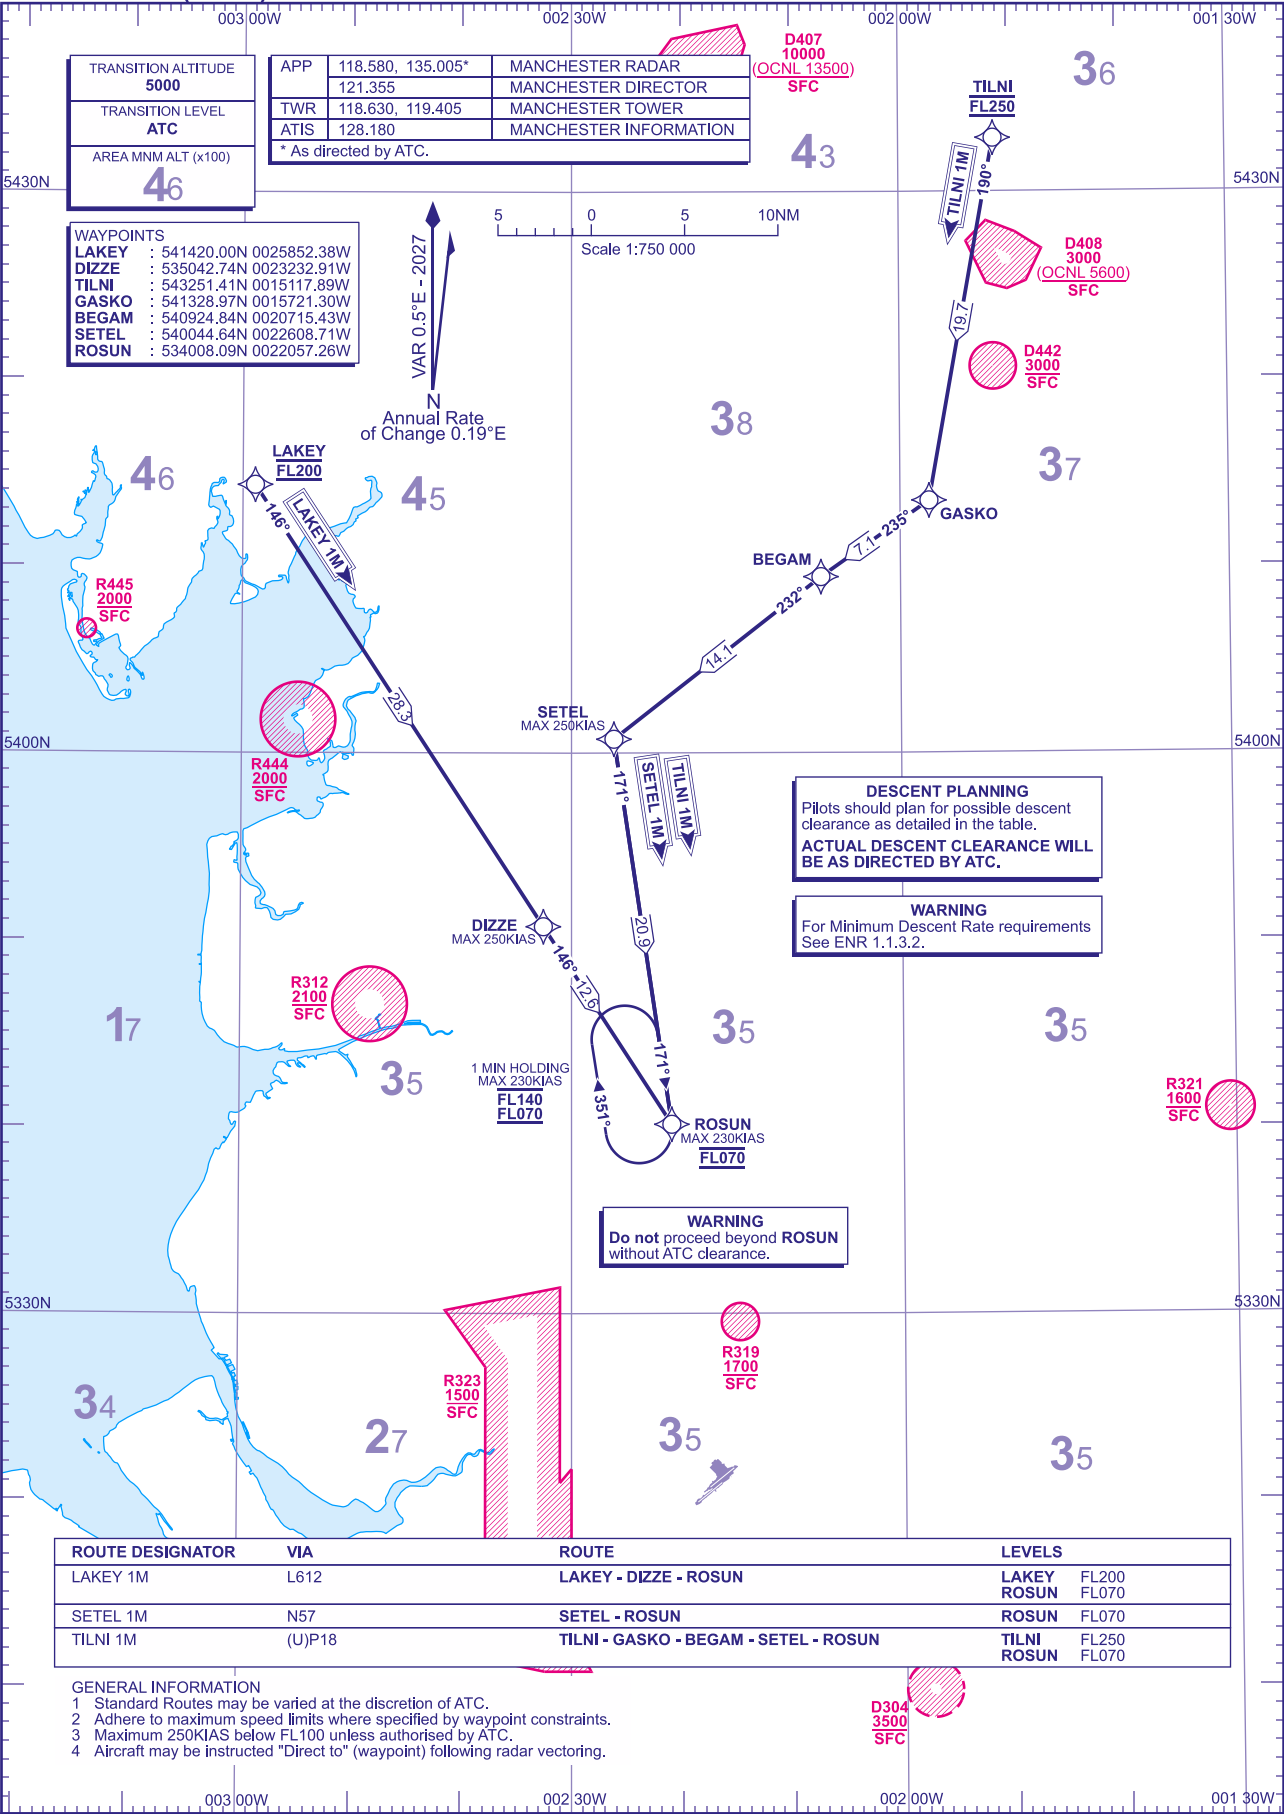 003 00W
002 30W
002 00W
001 30W
TRANSITION ALTITUDE
5000
TRANSITION LEVEL
ATC
AREA MNM ALT (x100)
46
APP 118.580, 135.005* MANCHESTER RADAR
121.355 MANCHESTER DIRECTOR
TWR 118.630, 119.405 MANCHESTER TOWER
ATIS 128.180 MANCHESTER INFORMATION
* As directed by ATC.
D407
10000
(OCNL 13500)
SFC
36
43
TILNI
FL250
190°
TILNI 1M
5430N
5430N
WAYPOINTS
LAKEY : 541420.00N 0025852.38W
DIZZE : 535042.74N 0023232.91W
TILNI : 543251.41N 0015117.89W
GASKO : 541328.97N 0015721.30W
BEGAM : 540924.84N 0020715.43W
SETEL : 540044.64N 0022608.71W
ROSUN : 534008.09N 0022057.26W
5 0 5 10NM
Scale 1:750 000
VAR 0.5°E - 2027
N
Annual Rate
of Change 0.19°E
D408
3000
(OCNL 5600)
SFC
19.7
D442
3000
SFC
38
37
46
45
LAKEY
FL200
146°
LAKEY 1M
GASKO
235°
7.1
BEGAM
232°
14.1
R445
2000
SFC
28.3
SETEL
MAX 250KIAS
5400N
5400N
R444
2000
SFC
171°
SETEL 1M
TILNI 1M
DESCENT PLANNING
Pilots should plan for possible descent
clearance as detailed in the table.
ACTUAL DESCENT CLEARANCE WILL
BE AS DIRECTED BY ATC.
WARNING
For Minimum Descent Rate requirements
See ENR 1.1.3.2.
DIZZE
MAX 250KIAS
20.9
146°
12.6
R312
2100
SFC
17
35
35
35
1 MIN HOLDING
MAX 230KIAS
FL140
FL070
171°
351°
ROSUN
MAX 230KIAS
FL070
R321
1600
SFC
WARNING
Do not proceed beyond ROSUN
without ATC clearance.
5330N
5330N
R319
1700
SFC
R323
1500
SFC
34
27
35
35
ROUTE DESIGNATOR VIA ROUTE LEVELS
LAKEY 1M L612 LAKEY - DIZZE - ROSUN LAKEY FL200
ROSUN FL070
SETEL 1M N57 SETEL - ROSUN ROSUN FL070
TILNI 1M (U)P18 TILNI - GASKO - BEGAM - SETEL - ROSUN TILNI FL250
ROSUN FL070
GENERAL INFORMATION
1 Standard Routes may be varied at the discretion of ATC.
2 Adhere to maximum speed limits where specified by waypoint constraints.
3 Maximum 250KIAS below FL100 unless authorised by ATC.
4 Aircraft may be instructed "Direct to" (waypoint) following radar vectoring.
D304
3500
SFC
003 00W
002 30W
002 00W
001 30W